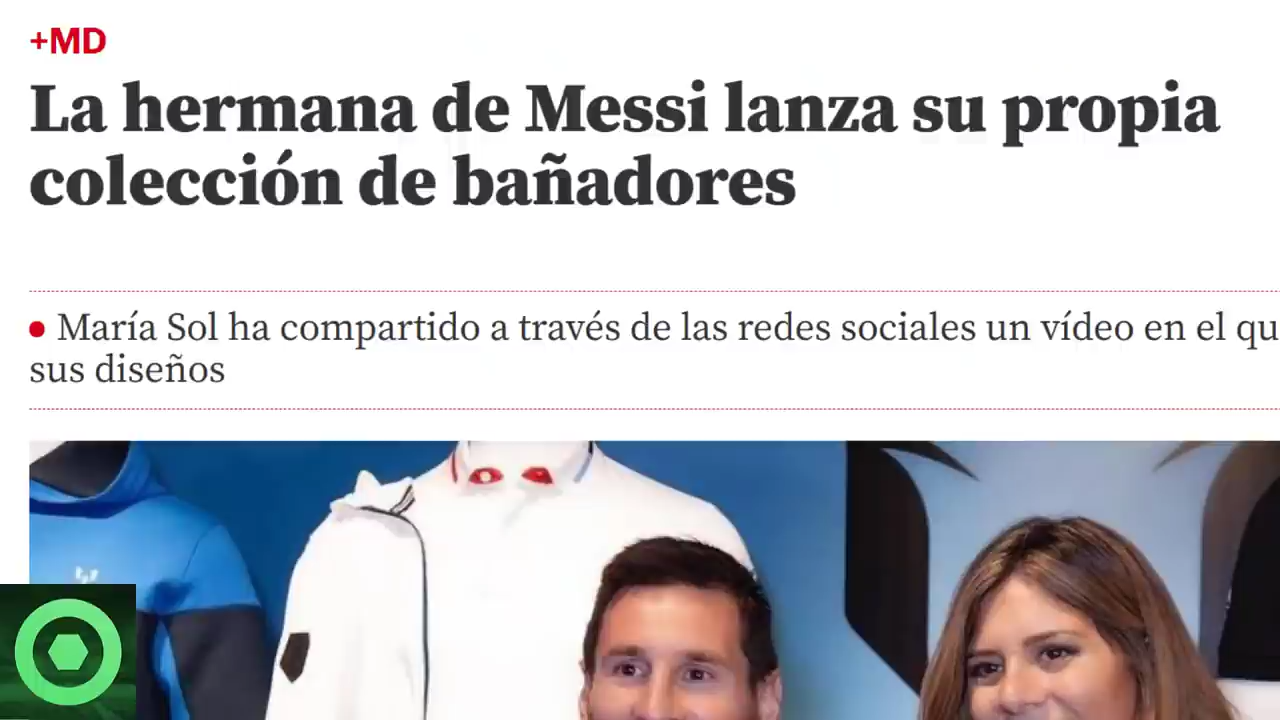 +MD
La hermana de Messi lanza su propia
colección de bañadores
María Sol ha compartido a través de las redes sociales un vídeo en el
sus diseños